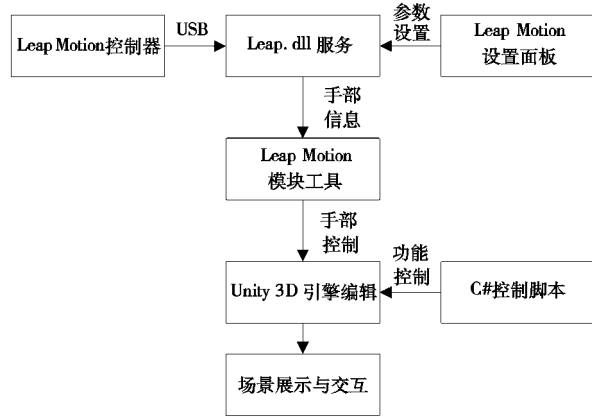 Leap Motion控制器
USB
Leap.dll 服务
参数
设置
Leap Motion
设置面板
手部
信息
Leap Motion
模块工具
手部
控制
Unity 3D 引擎编辑
功能
控制
C#控制脚本
场景展示与交互